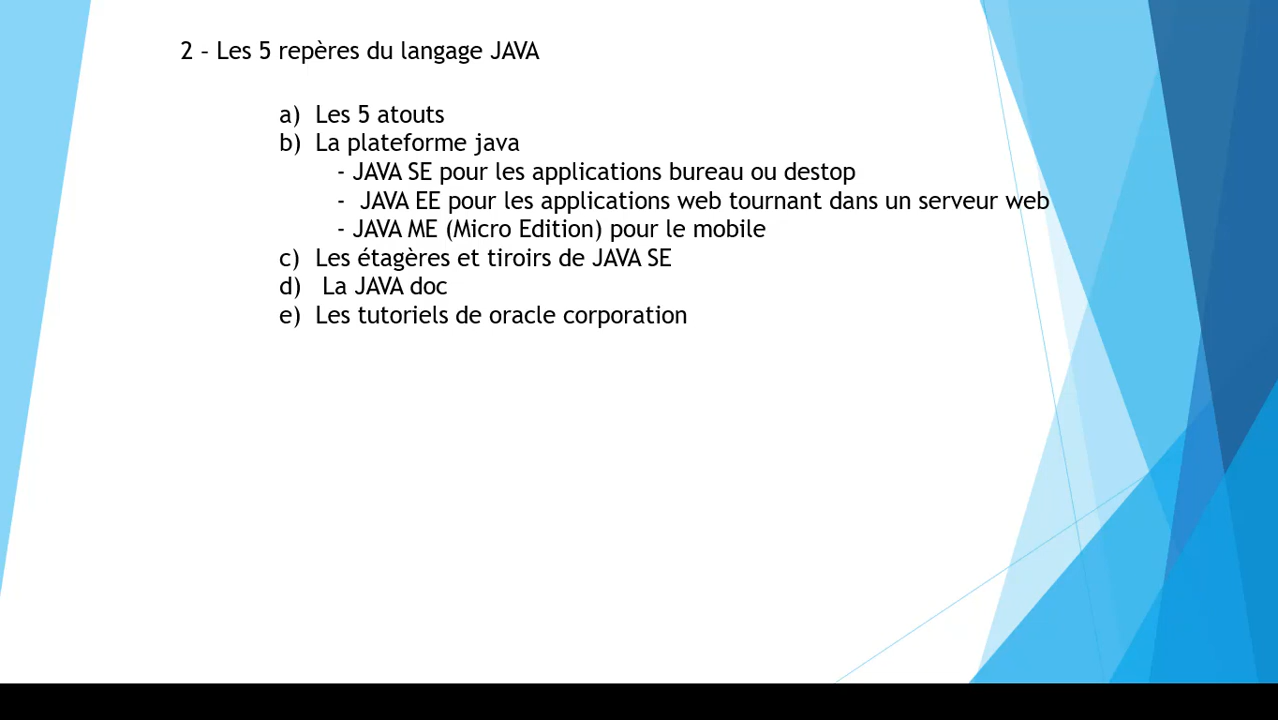 2 – Les 5 repères du langage JAVA
a) Les 5 atouts
b) La plateforme java
- JAVA SE pour les applications bureau ou destop
- JAVA EE pour les applications web tournant dans un serveur web
- JAVA ME (Micro Edition) pour le mobile
c) Les étagères et tiroirs de JAVA SE
d) La JAVA doc
e) Les tutoriels de oracle corporation